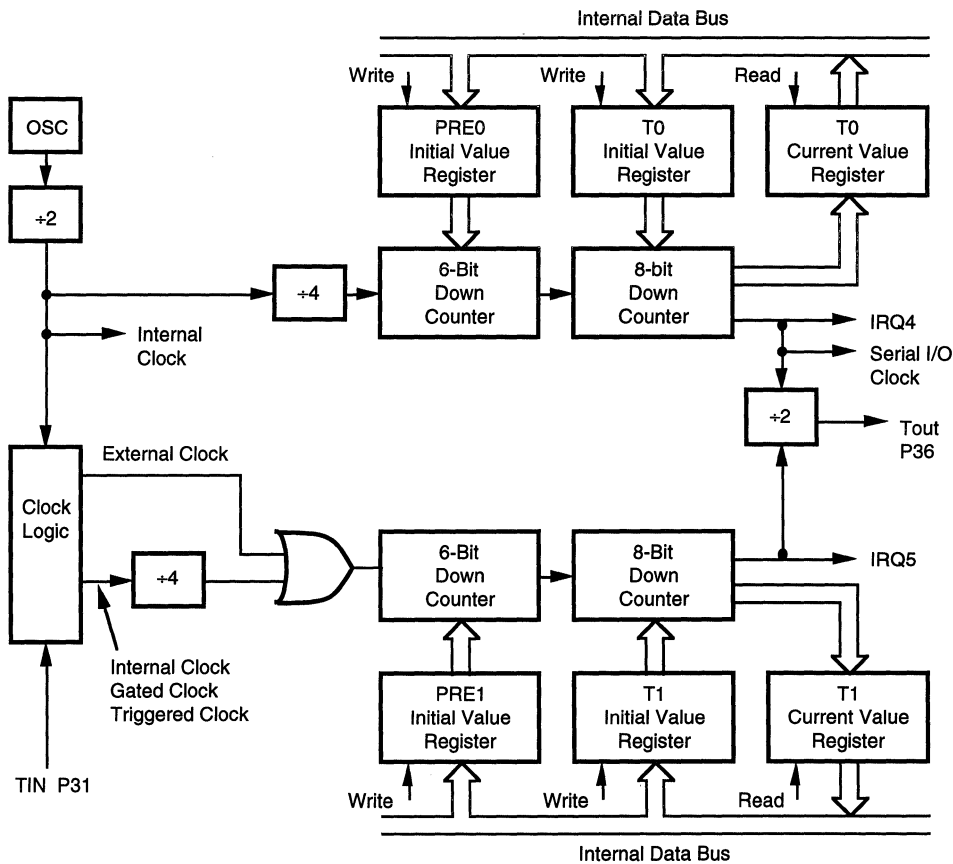 Internal Data Bus
Write
Write
Read
OSC
PRE0
Initial Value
Register
T0
Initial Value
Register
T0
Current Value
Register
÷2
÷4
6-Bit
Down
Counter
8-bit
Down
Counter
Internal
Clock
IRQ4
Serial I/O
Clock
÷2
Tout
P36
External Clock
Clock
Logic
÷4
6-Bit
Down
Counter
8-Bit
Down
Counter
IRQ5
Internal Clock
Gated Clock
Triggered Clock
PRE1
Initial Value
Register
T1
Initial Value
Register
T1
Current Value
Register
TIN P31
Write
Write
Read
Internal Data Bus